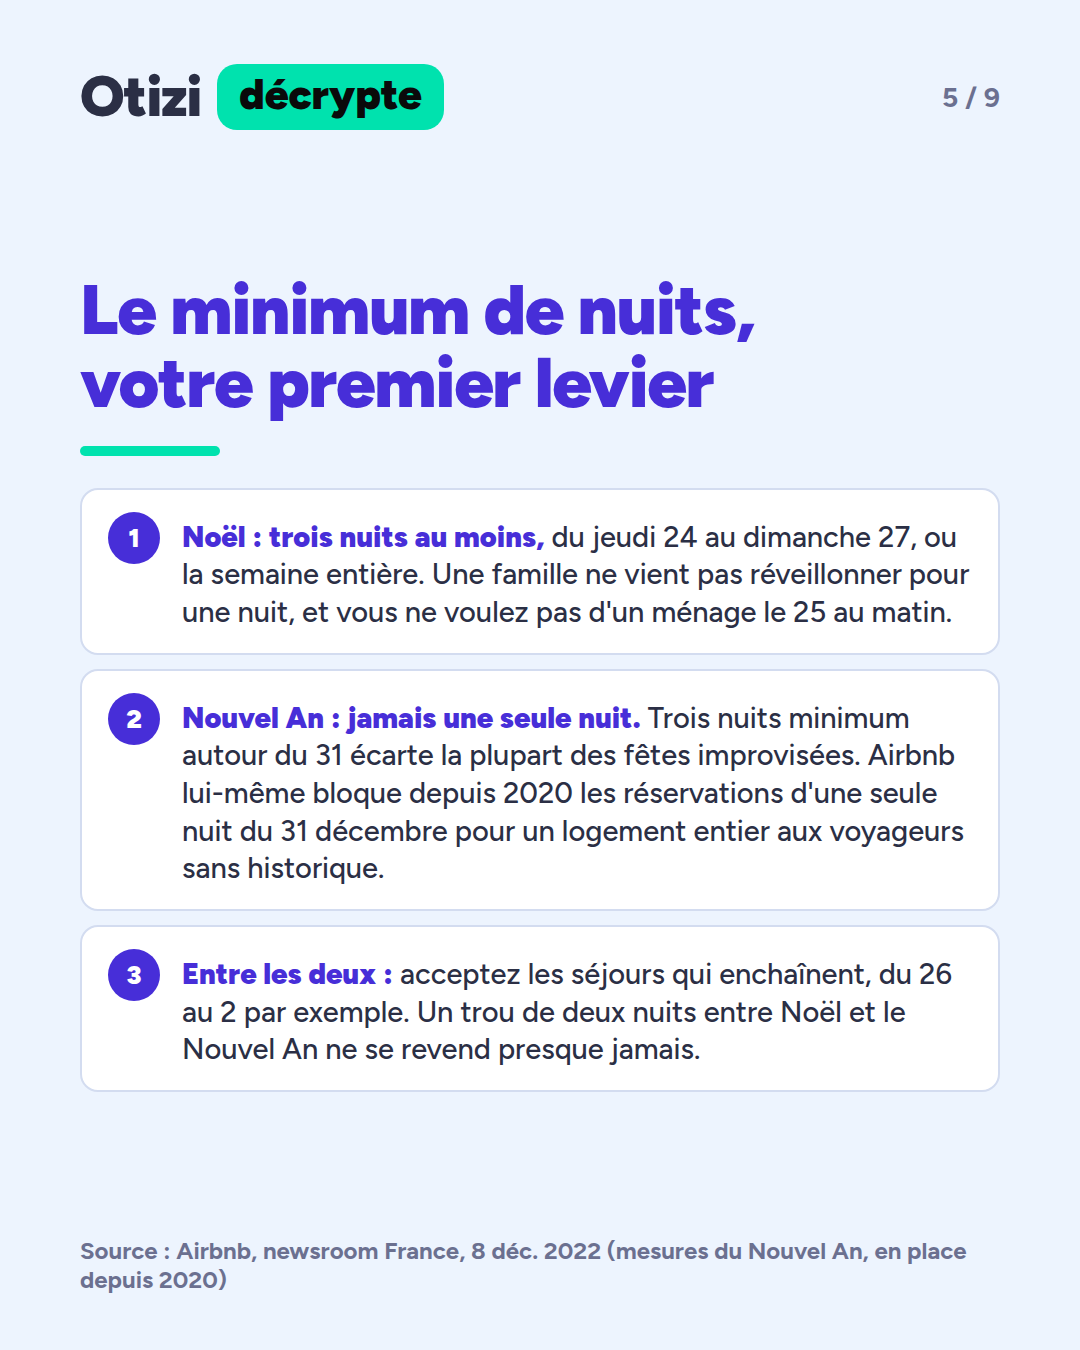 Otizi décrypte
5 / 9
Le minimum de nuits,
votre premier levier
1
Noël : trois nuits au moins, du jeudi 24 au dimanche 27, ou
la semaine entière. Une famille ne vient pas réveillonner pour
une nuit, et vous ne voulez pas d'un ménage le 25 au matin.
2
Nouvel An : jamais une seule nuit. Trois nuits minimum
autour du 31 écarte la plupart des fêtes improvisées. Airbnb
lui-même bloque depuis 2020 les réservations d'une seule
nuit du 31 décembre pour un logement entier aux voyageurs
sans historique.
3
Entre les deux : acceptez les séjours qui enchaînent, du 26
au 2 par exemple. Un trou de deux nuits entre Noël et le
Nouvel An ne se revend presque jamais.
Source : Airbnb, newsroom France, 8 déc. 2022 (mesures du Nouvel An, en place
depuis 2020)